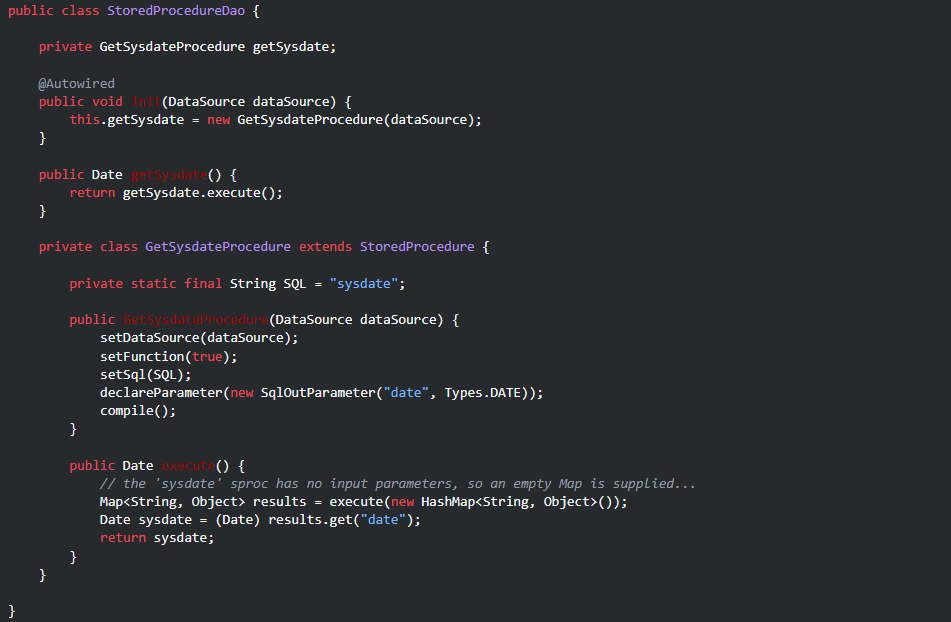 public class StoredProcedureDao {
private GetSysdateProcedure getSysdate;
@Autowired
public void init(DataSource dataSource) {
this.getSysdate = new GetSysdateProcedure(dataSource);
}
public Date getSysdate() {
return getSysdate.execute();
}
private class GetSysdateProcedure extends StoredProcedure {
private static final String SQL = "sysdate";
public GetSysdateProcedure(DataSource dataSource) {
setDataSource(dataSource);
setFunction(true);
setSql(SQL);
declareParameter(new SqlOutParameter("date", Types.DATE));
compile();
}
public Date execute() {
// the 'sysdate' sproc has no input parameters, so an empty Map is supplied...
Map<String, Object> results = execute(new HashMap<String, Object>());
Date sysdate = (Date) results.get("date");
return sysdate;
}
}
}